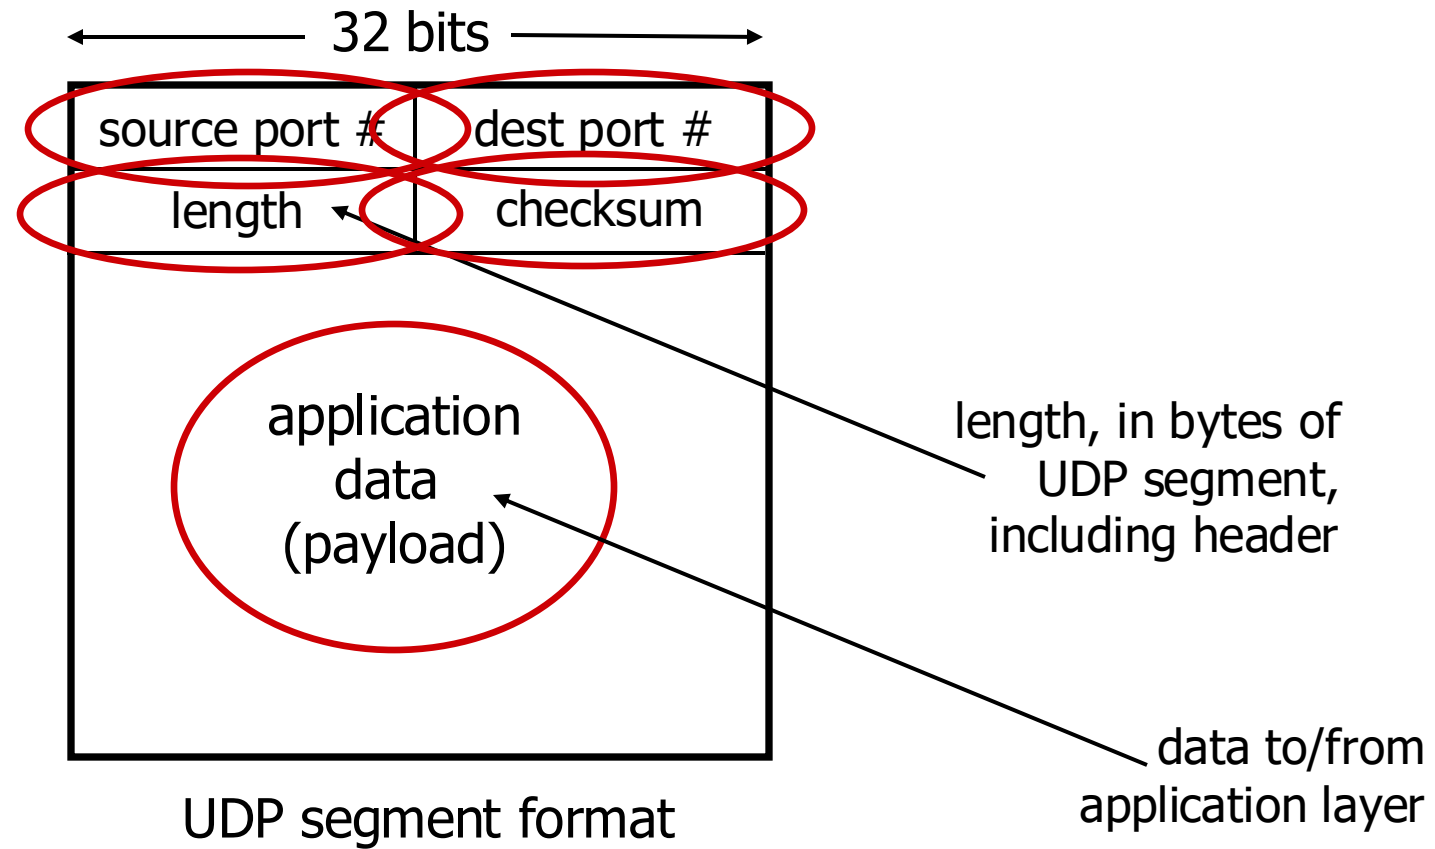 32 bits
source port #
dest port #
length
checksum
application
data
(payload)
length, in bytes of
UDP segment,
including header
data to/from
application layer
UDP segment format